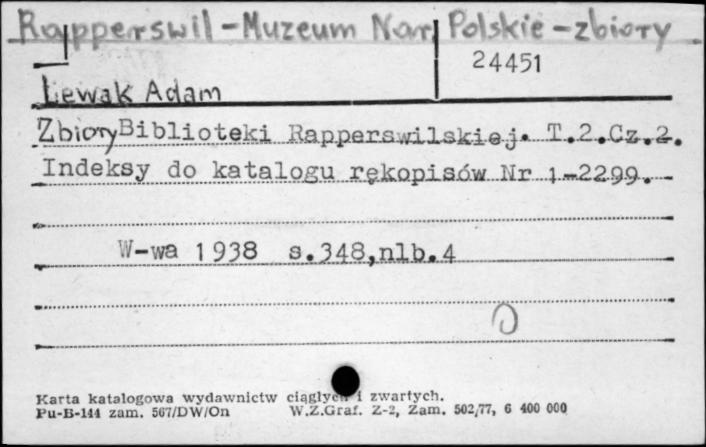 Rapperswil - Muzeum Nar. Polskie - zbiory
24451
Lewak Adam
Zbiory Biblioteki Rapperswilskiej. T.2.Cz.2.
Indeksy do katalogu rękopisów Nr 1-2299.
W-wa 1938 s.348,nlb.4
Karta katalogowa wydawnictw ciągłych i zwartych.
Pu-B-144 zam. 567/DW/On W.Z.Graf. Z-2, Zam. 502/77, 6 400 000